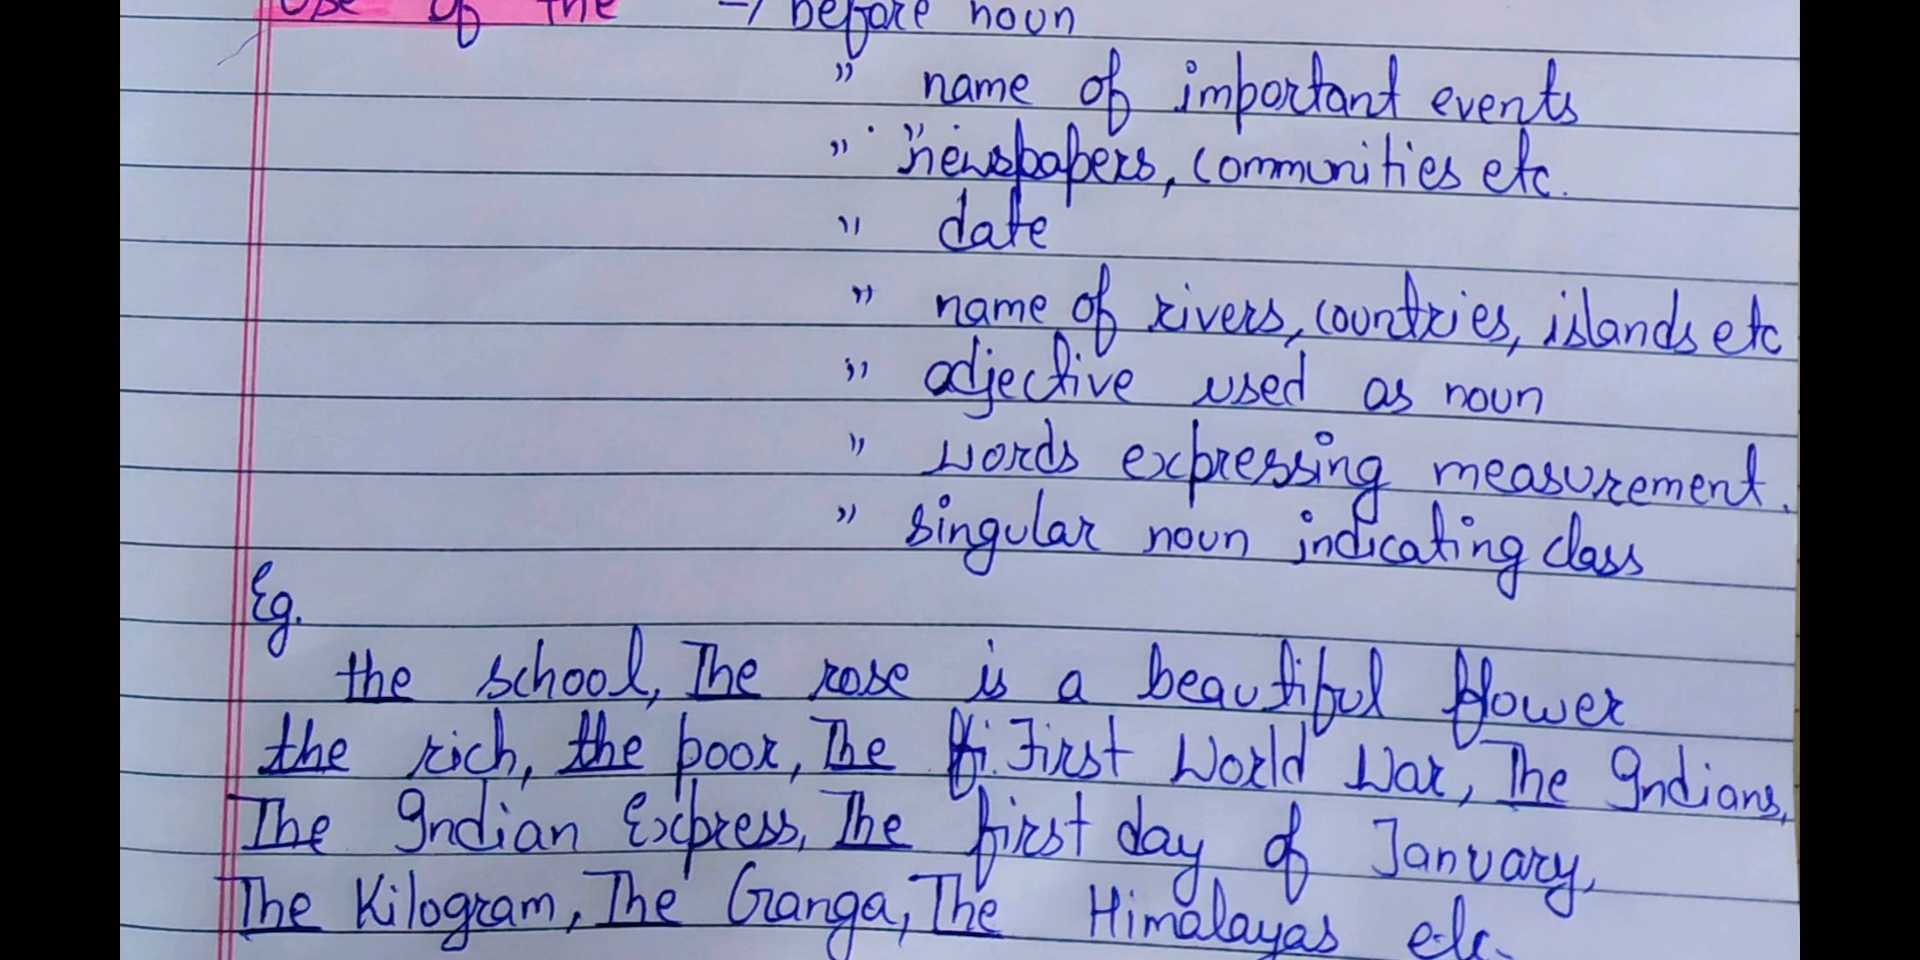 Use of the → before noun
" name of important events
" newspapers, communities etc.
" date
" name of rivers, countries, islands etc
" adjective used as noun
" words expressing measurement.
" singular noun indicating class
Eg.
the school, The rose is a beautiful flower
the rich, the poor, The First World War, The Indians,
The Indian Express, The first day of January,
The Kilogram, The Ganga, The Himalayas etc.